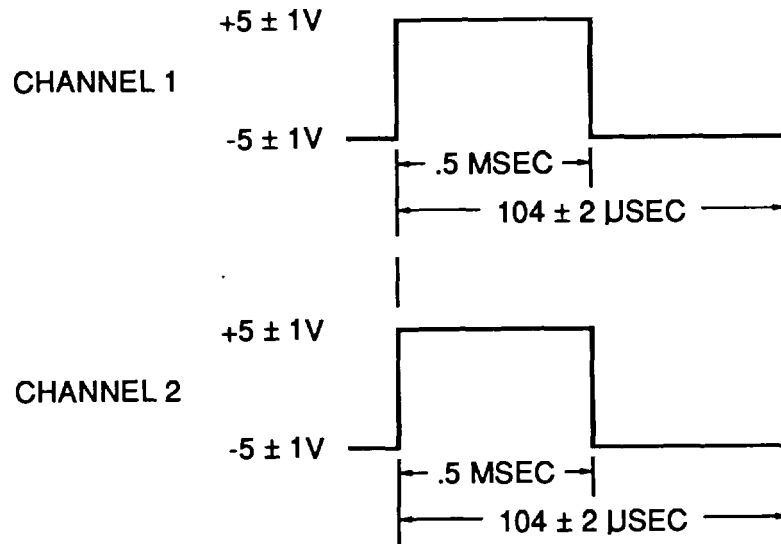 +5 ± 1V
CHANNEL 1
-5 ± 1V
.5 MSEC
104 ± 2 µSEC
+5 ± 1V
CHANNEL 2
-5 ± 1V
.5 MSEC
104 ± 2 µSEC